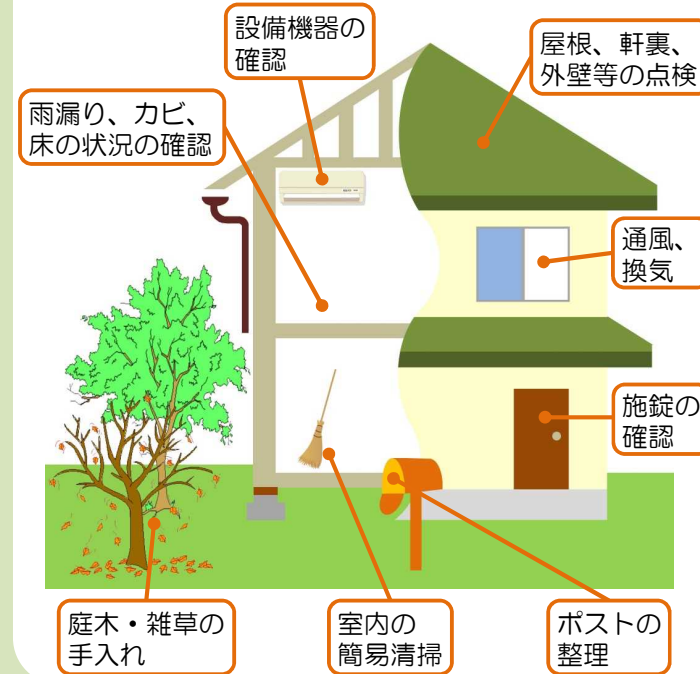 設備機器の
確認
屋根、軒裏、
外壁等の点検
雨漏り、カビ、
床の状況の確認
通風、
換気
施錠の
確認
庭木・雑草の
手入れ
室内の
簡易清掃
ポストの
整理